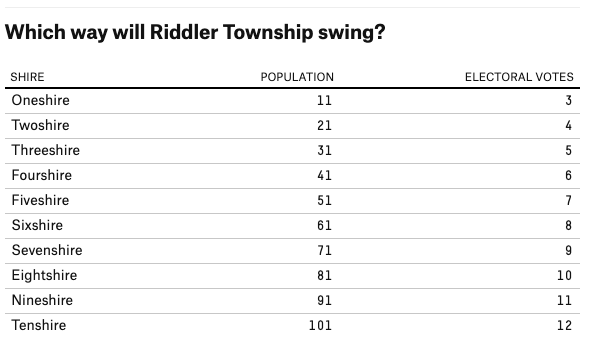 Which way will Riddler Township swing?
SHIRE POPULATION ELECTORAL VOTES
Oneshire 11 3
Twoshire 21 4
Threeshire 31 5
Fourshire 41 6
Fiveshire 51 7
Sixshire 61 8
Sevenshire 71 9
Eightshire 81 10
Nineshire 91 11
Tenshire 101 12